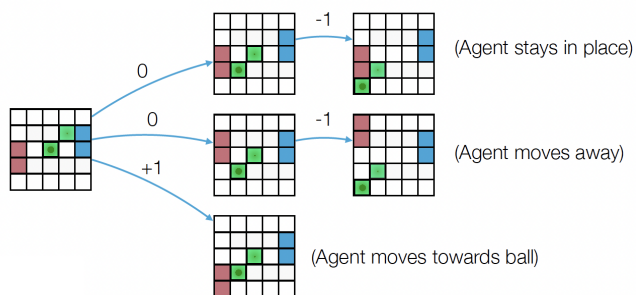 -1
(Agent stays in place)
0
0
-1
(Agent moves away)
+1
(Agent moves towards ball)